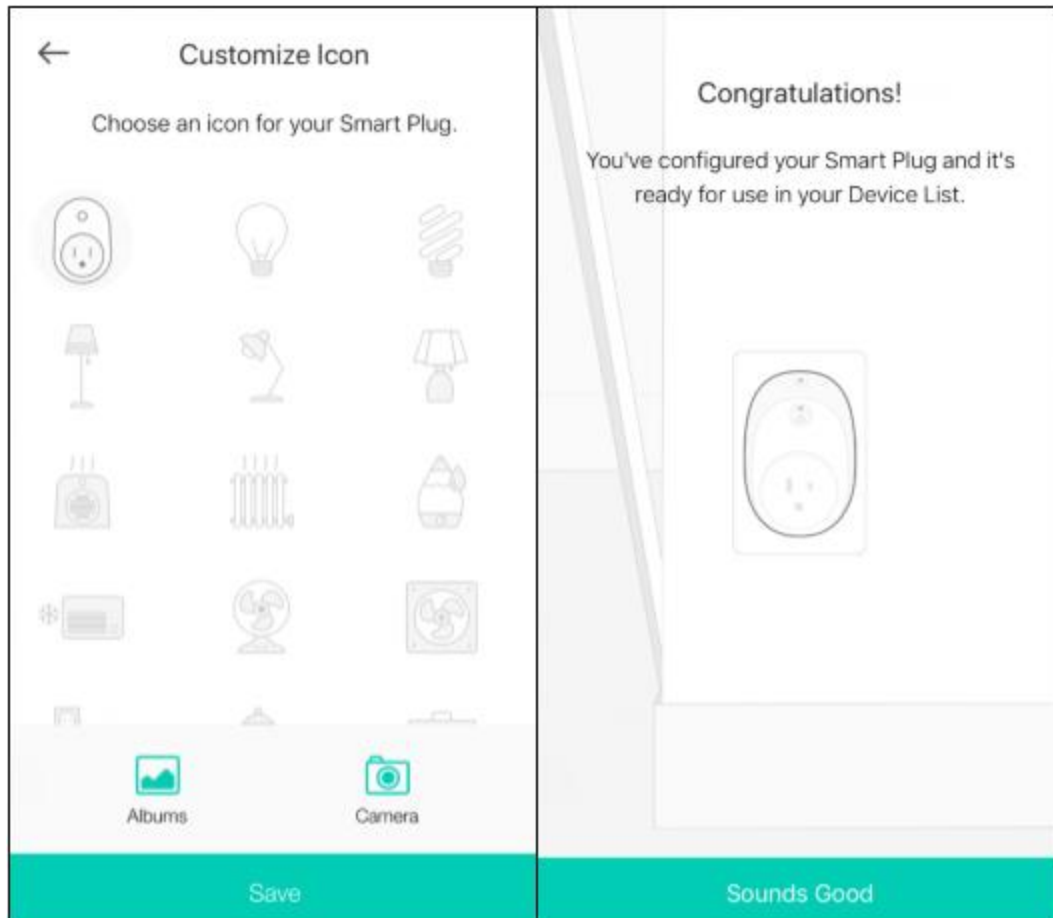 Customize Icon
Choose an icon for your Smart Plug.
Albums
Camera
Save
Congratulations!
You've configured your Smart Plug and it's
ready for use in your Device List.
Sounds Good